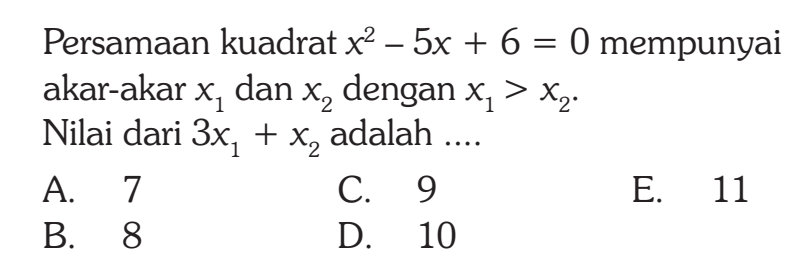 Persamaan kuadrat x² – 5x + 6 = 0 mempunyai
akar-akar x₁ dan x₂ dengan x₁ > x₂.
Nilai dari 3x₁ + x₂ adalah ....
A. 7 C. 9 E. 11
B. 8 D. 10